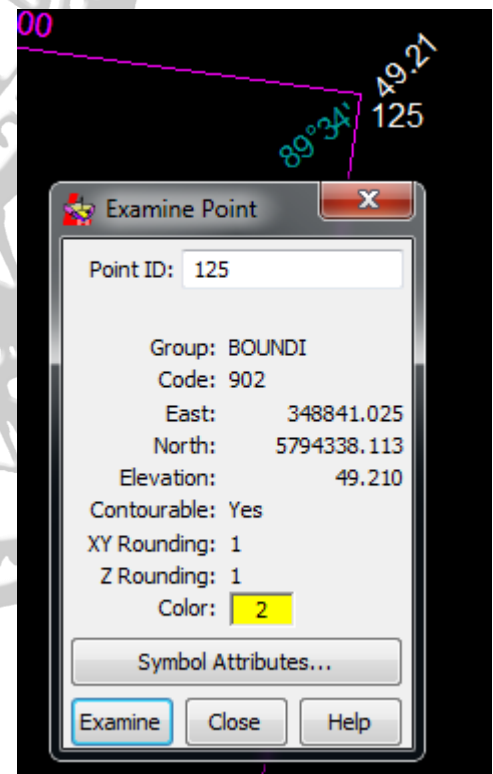 00
49.21
89°34'
125
Examine Point
Point ID: 125
Group: BOUNDI
Code: 902
East: 348841.025
North: 5794338.113
Elevation: 49.210
Contourable: Yes
XY Rounding: 1
Z Rounding: 1
Color: 2
Symbol Attributes...
Examine Close Help